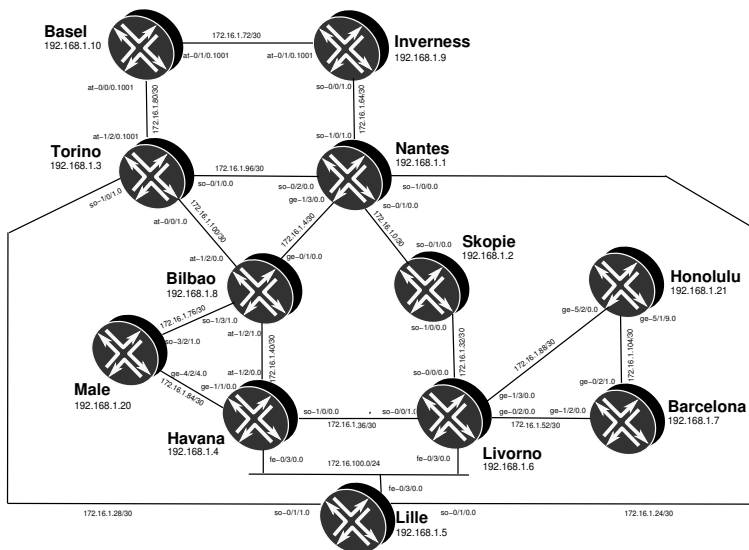 Basel
192.168.1.10
172.16.1.72/30
at−0/1/0.1001
at−0/1/0.1001
Inverness
192.168.1.9
at−0/0/0.1001
172.16.1.80/30
so−0/0/1.0
172.16.1.64/30
at−1/2/0.1001
so−1/0/1.0
Torino
192.168.1.3
172.16.1.96/30
Nantes
192.168.1.1
so−0/1/0.0
so−0/2/0.0
so−1/0/0.0
so−1/0/1.0
ge−1/3/0.0
so−0/1/0.0
at−0/0/1.0
172.16.1.100/30
172.16.1.4/30
172.16.1.0/30
so−0/1/0.0
Skopie
192.168.1.2
at−1/2/0.0
ge−0/1/0.0
Bilbao
192.168.1.8
Honolulu
192.168.1.21
ge−5/2/0.0
ge−5/1/9.0
172.16.1.76/30
so−1/3/1.0
at−1/2/1.0
so−1/0/0.0
so−3/2/1.0
172.16.1.40/30
172.16.1.32/30
172.16.1.88/30
172.16.1.104/30
Male
192.168.1.20
ge−4/2/4.0
172.16.1.84/30
ge−1/1/0.0
at−1/2/0.0
so−0/0/0.0
ge−0/2/1.0
ge−1/3/0.0
Havana
192.168.1.4
so−1/0/0.0
so−0/0/1.0
172.16.1.36/30
ge−0/2/0.0
ge−1/2/0.0
172.16.1.52/30
Barcelona
192.168.1.7
Livorno
192.168.1.6
fe−0/3/0.0
172.16.100.0/24
fe−0/3/0.0
fe−0/3/0.0
172.16.1.28/30
so−0/1/1.0
Lille
192.168.1.5
so−0/1/0.0
172.16.1.24/30